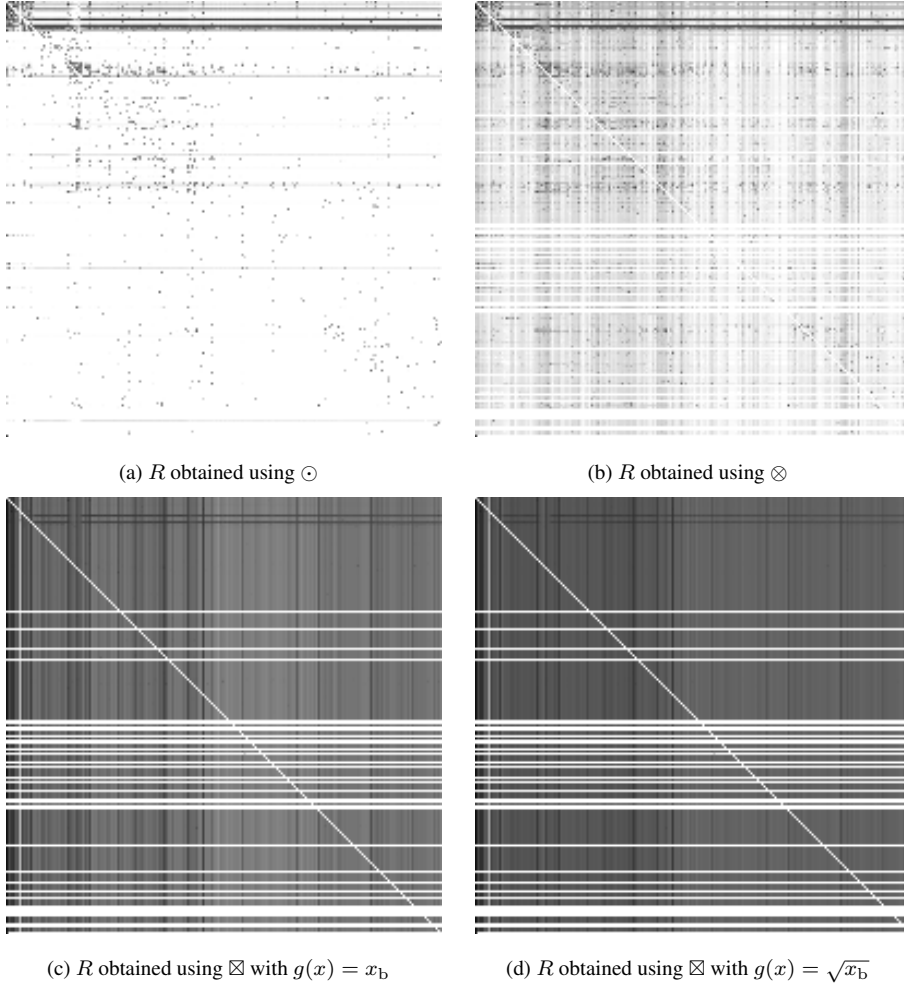 (a) R obtained using ⊙
(b) R obtained using ⊗
(c) R obtained using ⊠ with g(x) = x_b
(d) R obtained using ⊠ with g(x) = √x_b